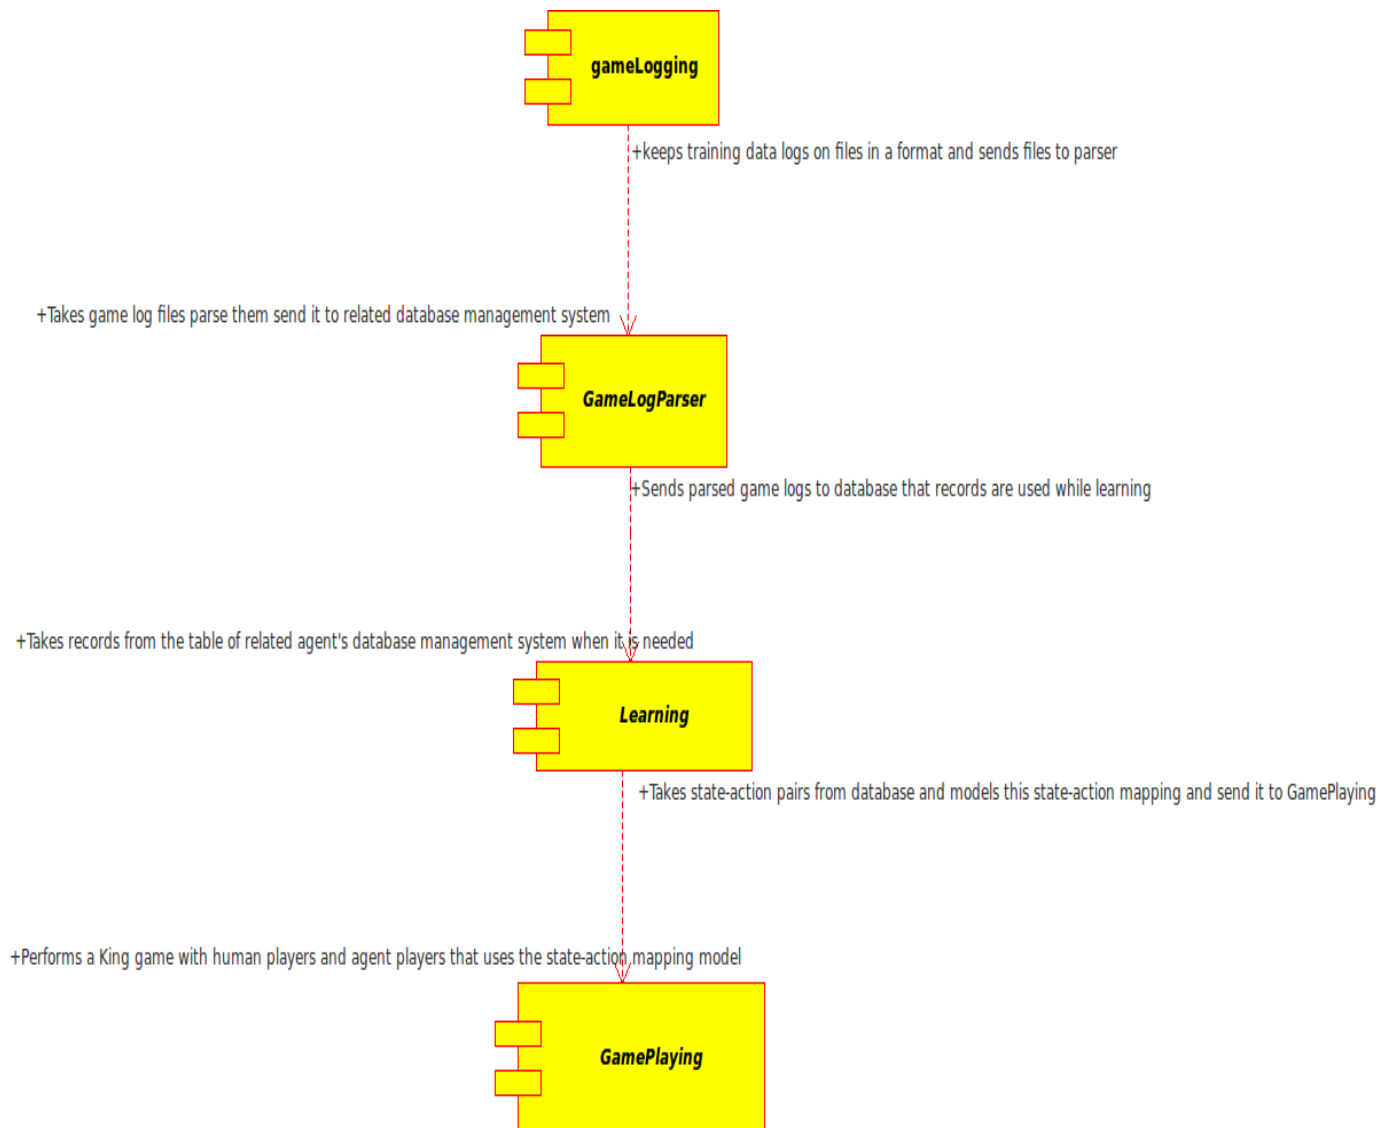 gameLogging
+keeps training data logs on files in a format and sends files to parser
+Takes game log files parse them send it to related database management system
GameLogParser
+Sends parsed game logs to database that records are used while learning
+Takes records from the table of related agent's database management system when it is needed
Learning
+Takes state-action pairs from database and models this state-action mapping and send it to GamePlaying
+Performs a King game with human players and agent players that uses the state-action mapping model
GamePlaying